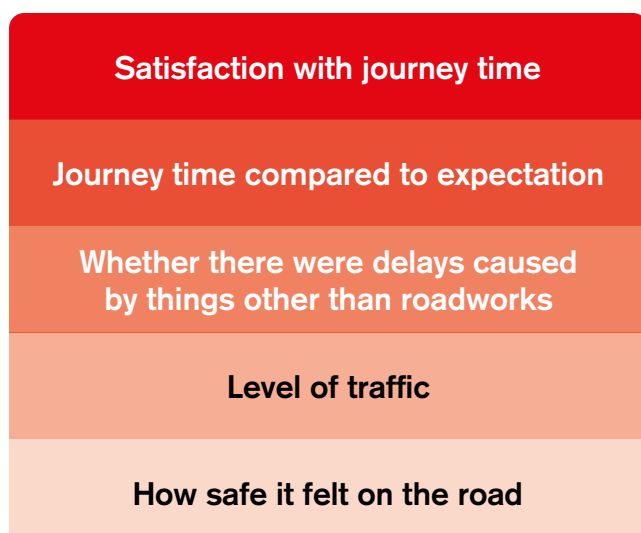 Satisfaction with journey time
Journey time compared to expectation
Whether there were delays caused
by things other than roadworks
Level of traffic
How safe it felt on the road